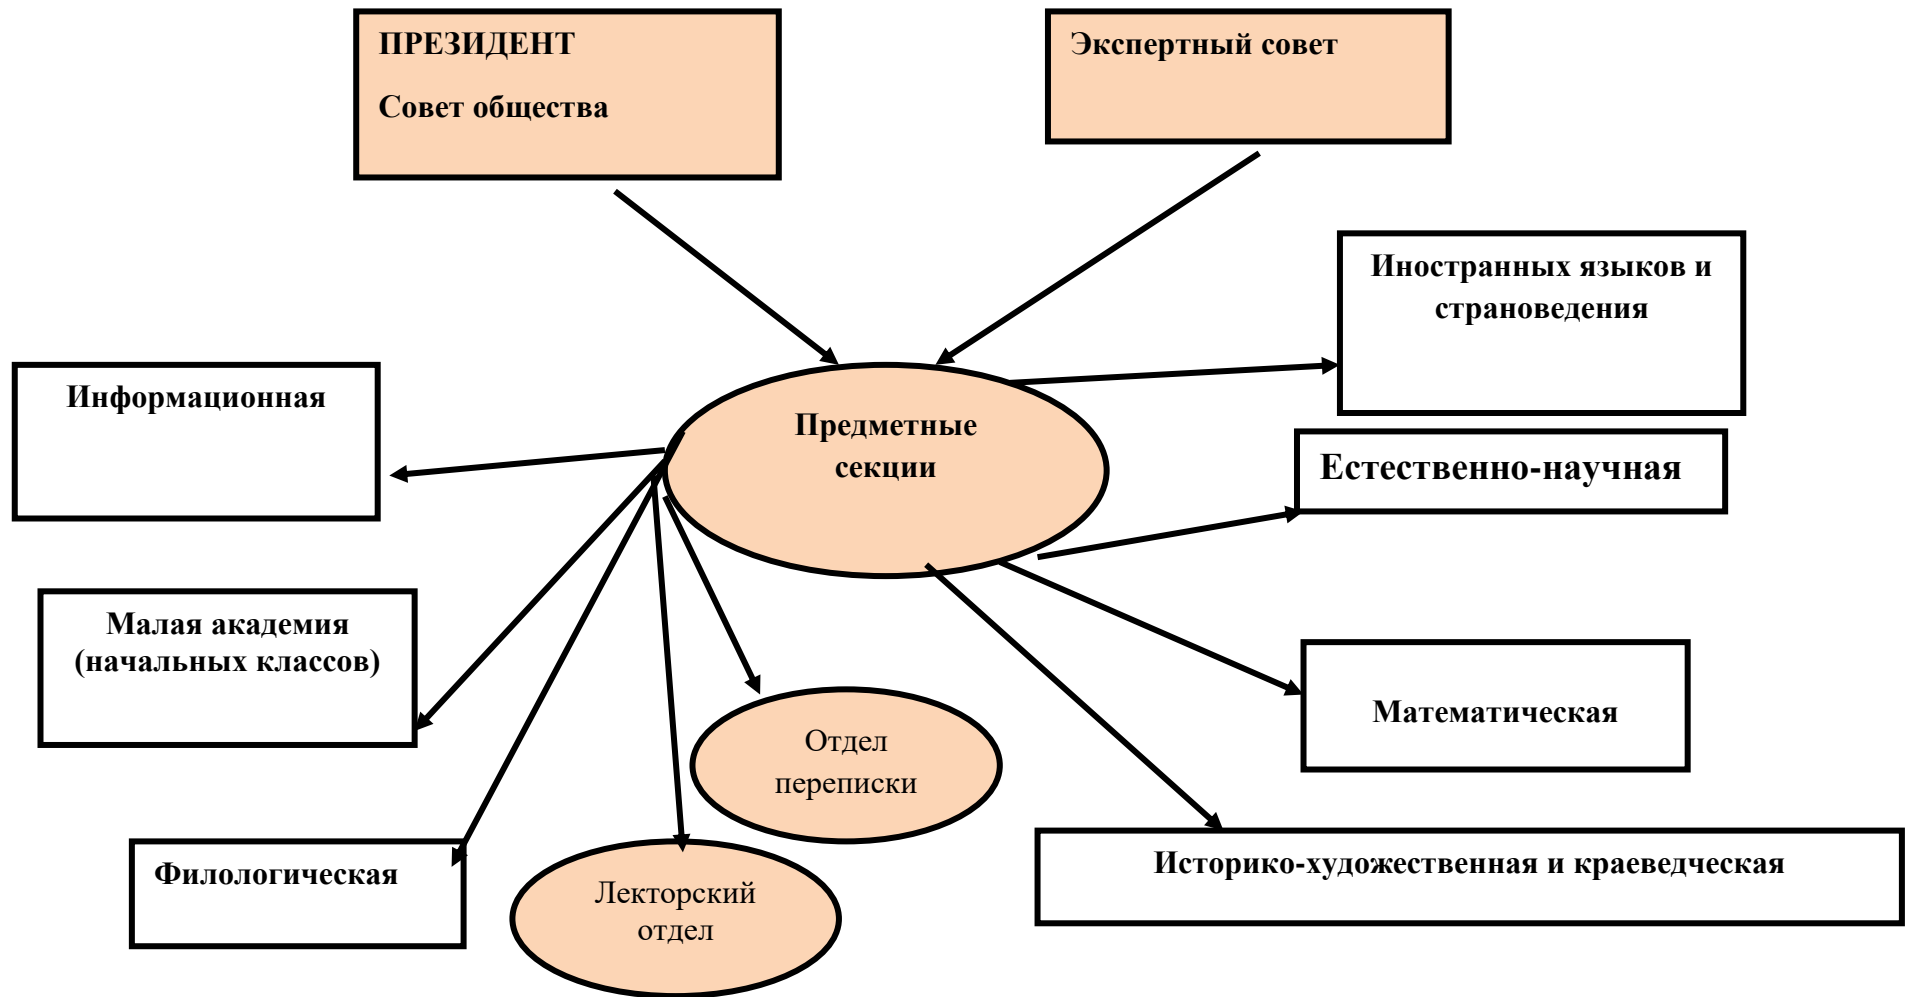 ПРЕЗИДЕНТ
Совет общества
Экспертный совет
Иностранных языков и
страноведения
Информационная
Предметные
секции
Естественно-научная
Малая академия
(начальных классов)
Математическая
Отдел
переписки
Филологическая
Лекторский
отдел
Историко-художественная и краеведческая